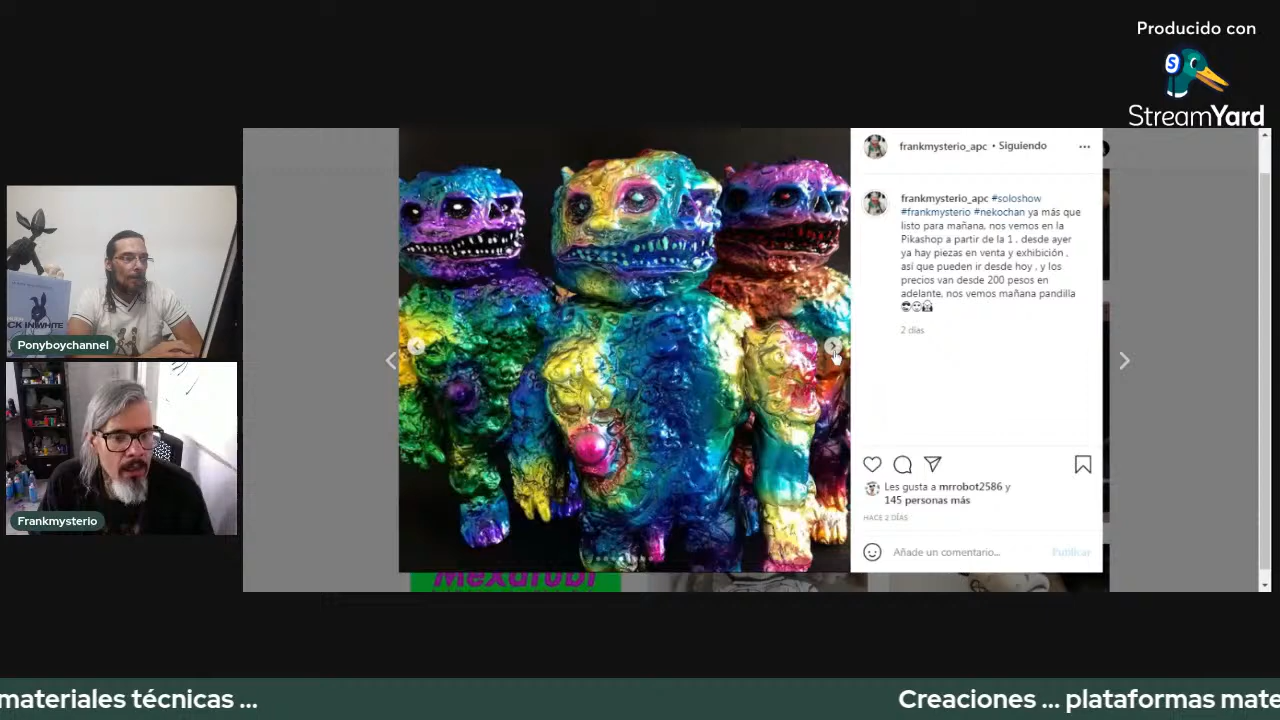 Producido con
StreamYard
CK INWHITE
Ponyboychannel
Frankmysterio
frankmysterio_apc • Siguiendo
frankmysterio_apc #soloshow
#frankmysterio #nekochan ya más que
listo para mañana, nos vemos en la
Pikashop a partir de la 1 . desde ayer
ya hay piezas en venta y exhibición ,
así que pueden ir desde hoy , y los
precios van desde 200 pesos en
adelante, nos vemos mañana pandilla
2 días
Les gusta a mrrobot2586 y
145 personas más
HACE 2 DÍAS
Añade un comentario...
Publicar
Mexarobi
materiales técnicas ...
Creaciones ... plataformas mate